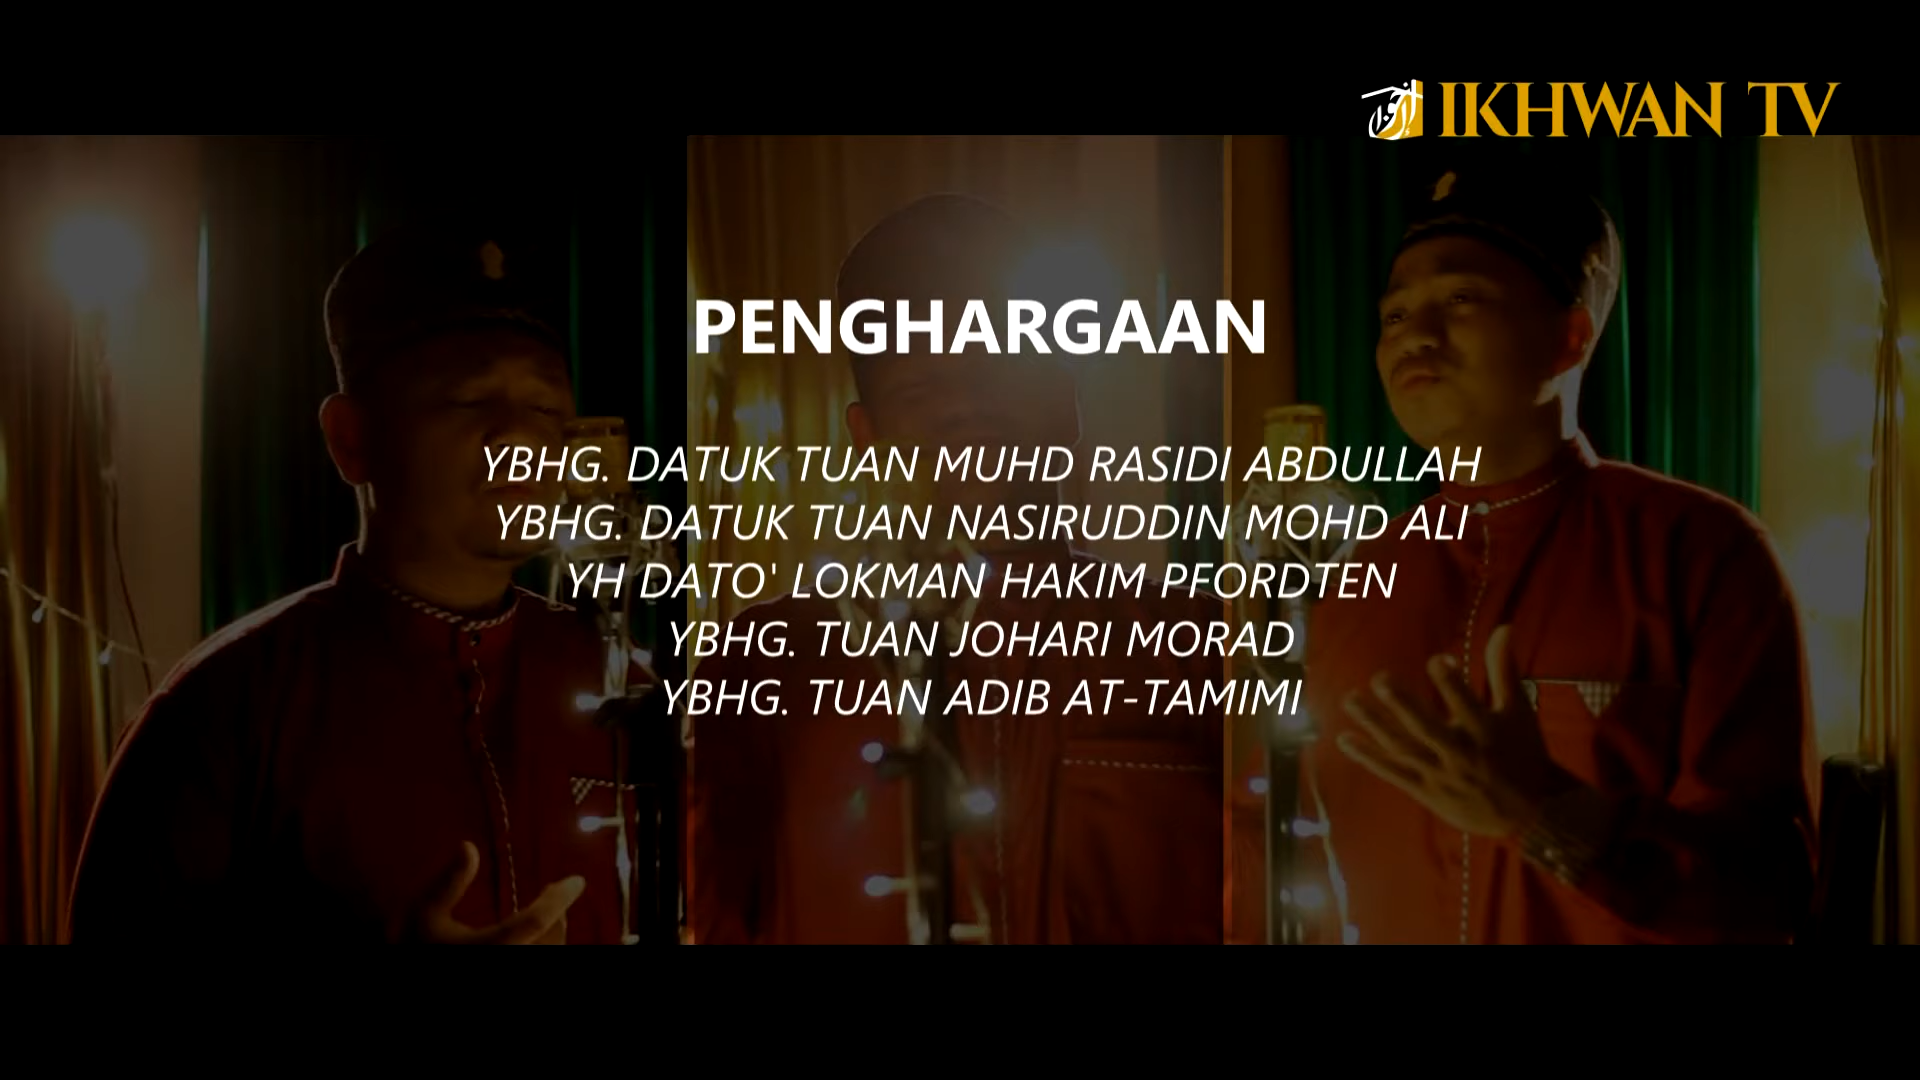 IKHWAN TV
PENGHARGAAN
YBHG. DATUK TUAN MUHD RASIDI ABDULLAH
YBHG. DATUK TUAN NASIRUDDIN MOHD ALI
YH DATO' LOKMAN HAKIM PFORDTEN
YBHG. TUAN JOHARI MORAD
YBHG. TUAN ADIB AT-TAMIMI